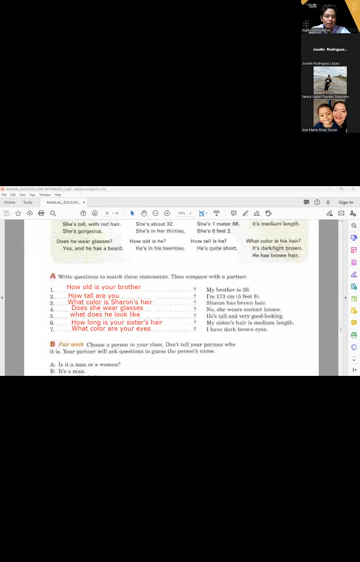 Joselin Rodriguez...
Joselin Rodriguez López
Ana Maria Rivas Duran
Home Tools MANUAL_EDUCATI... × Sign In
She's tall, with red hair. She's about 32. She's 1 meter 88. It's medium length.
She's gorgeous. She's in her thirties. She's 6 feet 2.
Does he wear glasses? How old is he? How tall is he? What color is his hair?
Yes, and he has a beard. He's in his twenties. He's quite short. It's dark/light brown.
He has brown hair.
A Write questions to match these statements. Then compare with a partner.
1. How old is your brother ? My brother is 26.
2. How tall are you ? I'm 173 cm (5 feet 8).
3. What color is Sharon's hair ? Sharon has brown hair.
4. Does she wear glasses ? No, she wears contact lenses.
5. what does he look like ? He's tall and very good-looking.
6. How long is your sister's hair ? My sister's hair is medium length.
7. What color are your eyes ? I have dark brown eyes.
B Pair work Choose a person in your class. Don't tell your partner who
it is. Your partner will ask questions to guess the person's name.
A: Is it a man or a woman?
B: It's a man.